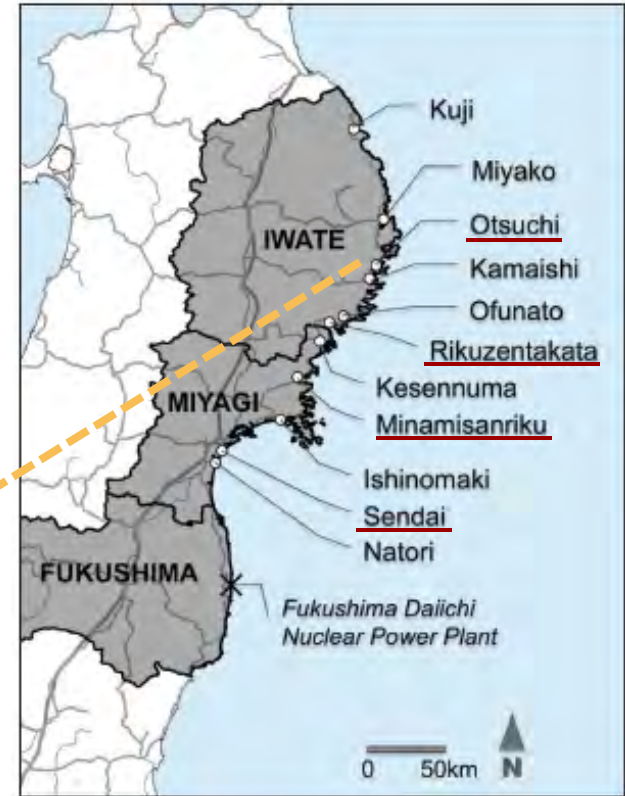 Kuji
Miyako
Otsuchi
IWATE
Kamaishi
Ofunato
Rikuzentakata
Kesennuma
MIYAGI
Minamisanriku
Ishinomaki
Sendai
Natori
FUKUSHIMA
Fukushima Daiichi
Nuclear Power Plant
0 50km N